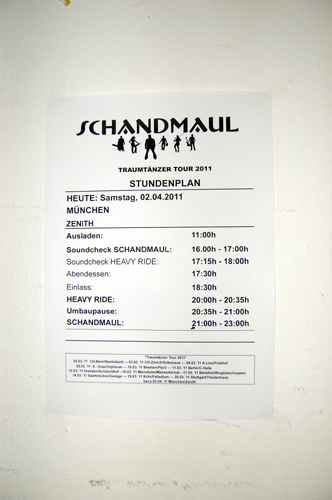 SCHANDMAUL
TRAUMTÄNZER TOUR 2011
STUNDENPLAN
HEUTE: Samstag, 02.04.2011
MÜNCHEN
ZENITH
Ausladen: 11:00h
Soundcheck SCHANDMAUL: 16.00h - 17:00h
Soundcheck HEAVY RIDE: 17:15h - 18:00h
Abendessen: 17:30h
Einlass: 18:30h
HEAVY RIDE: 20:00h - 20:35h
Umbaupause: 20:35h - 21:00h
SCHANDMAUL: 21:00h - 23:00h
"Traumtänzer Tour 2011"